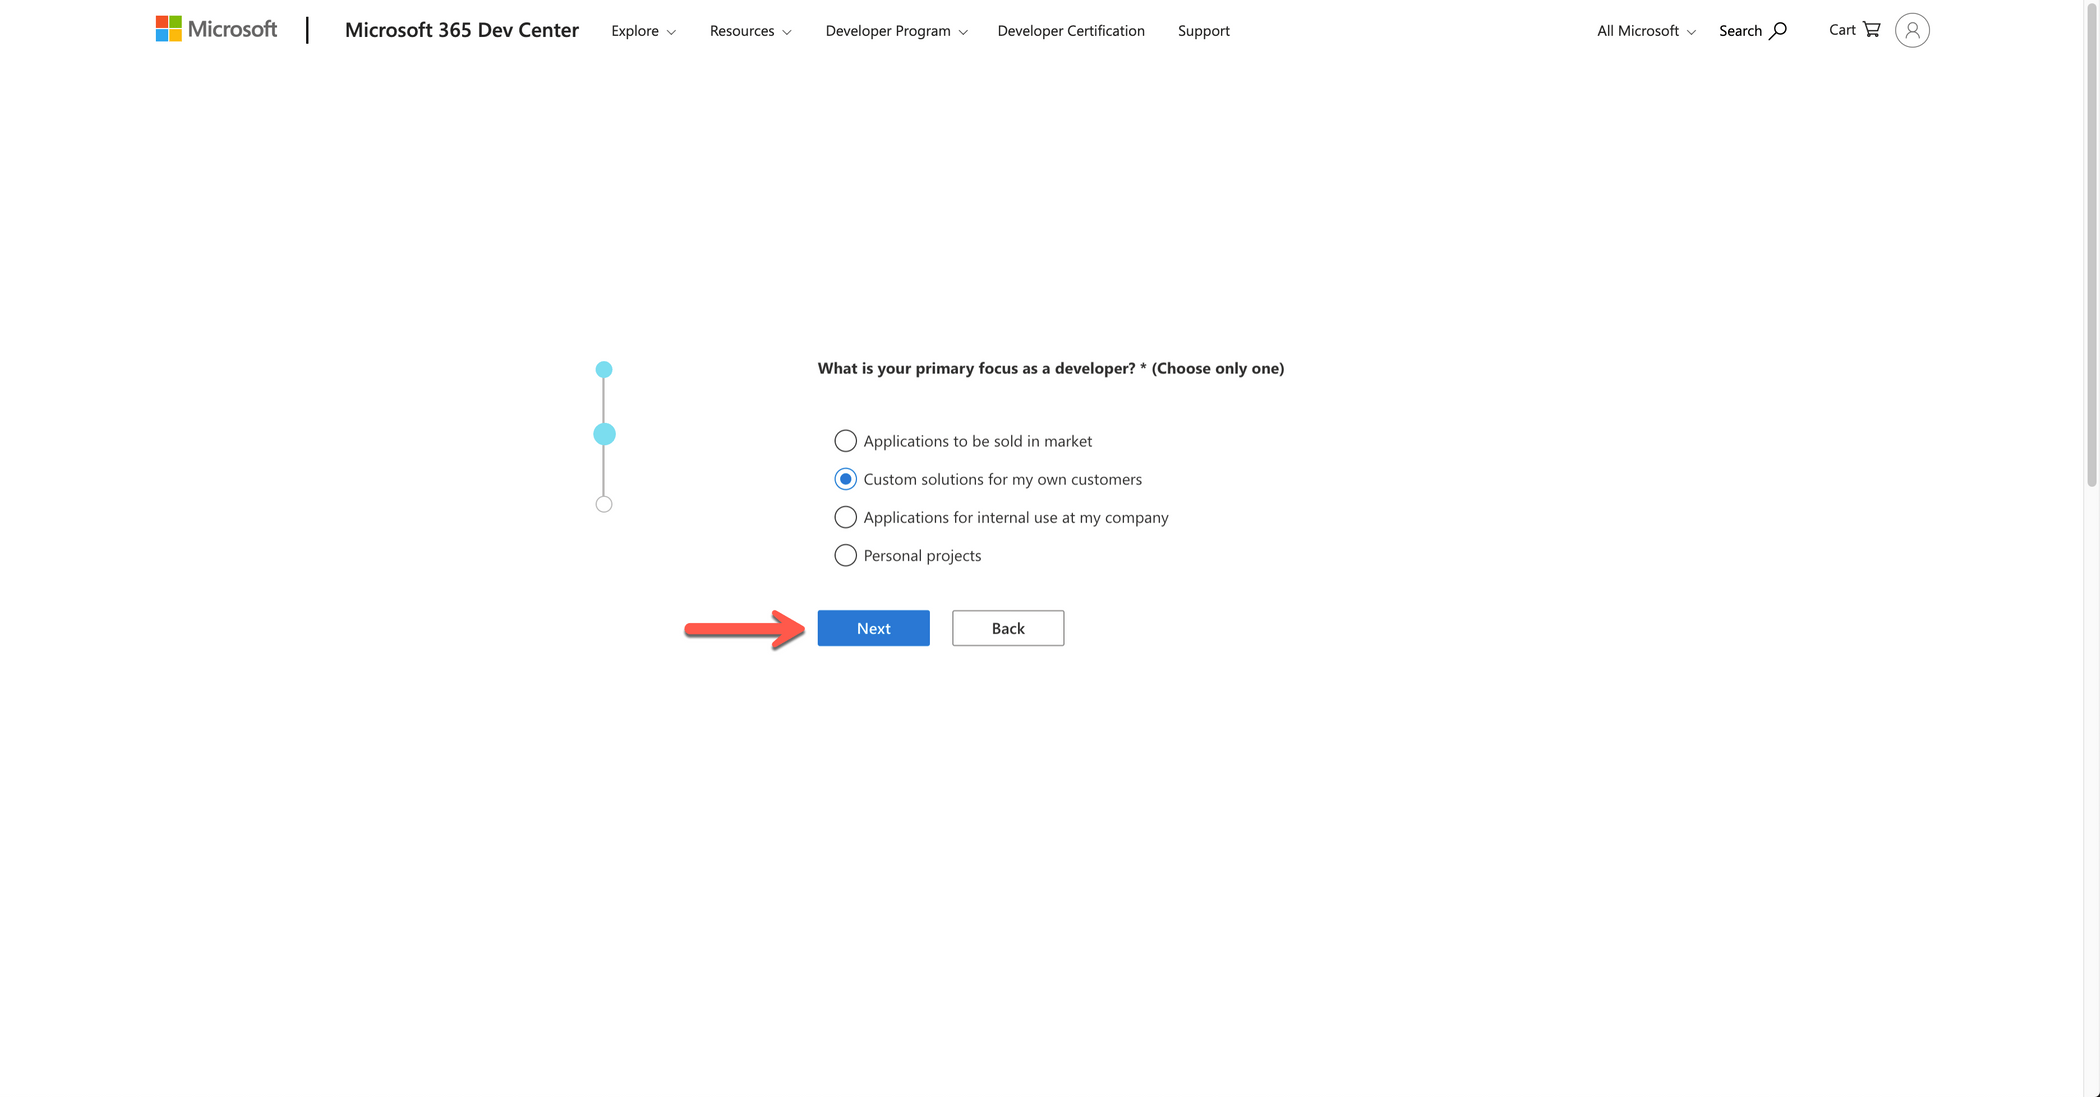 Microsoft
Microsoft 365 Dev Center Explore Resources Developer Program Developer Certification Support All Microsoft Search Cart
What is your primary focus as a developer? * (Choose only one)
Applications to be sold in market
Custom solutions for my own customers
Applications for internal use at my company
Personal projects
Next Back